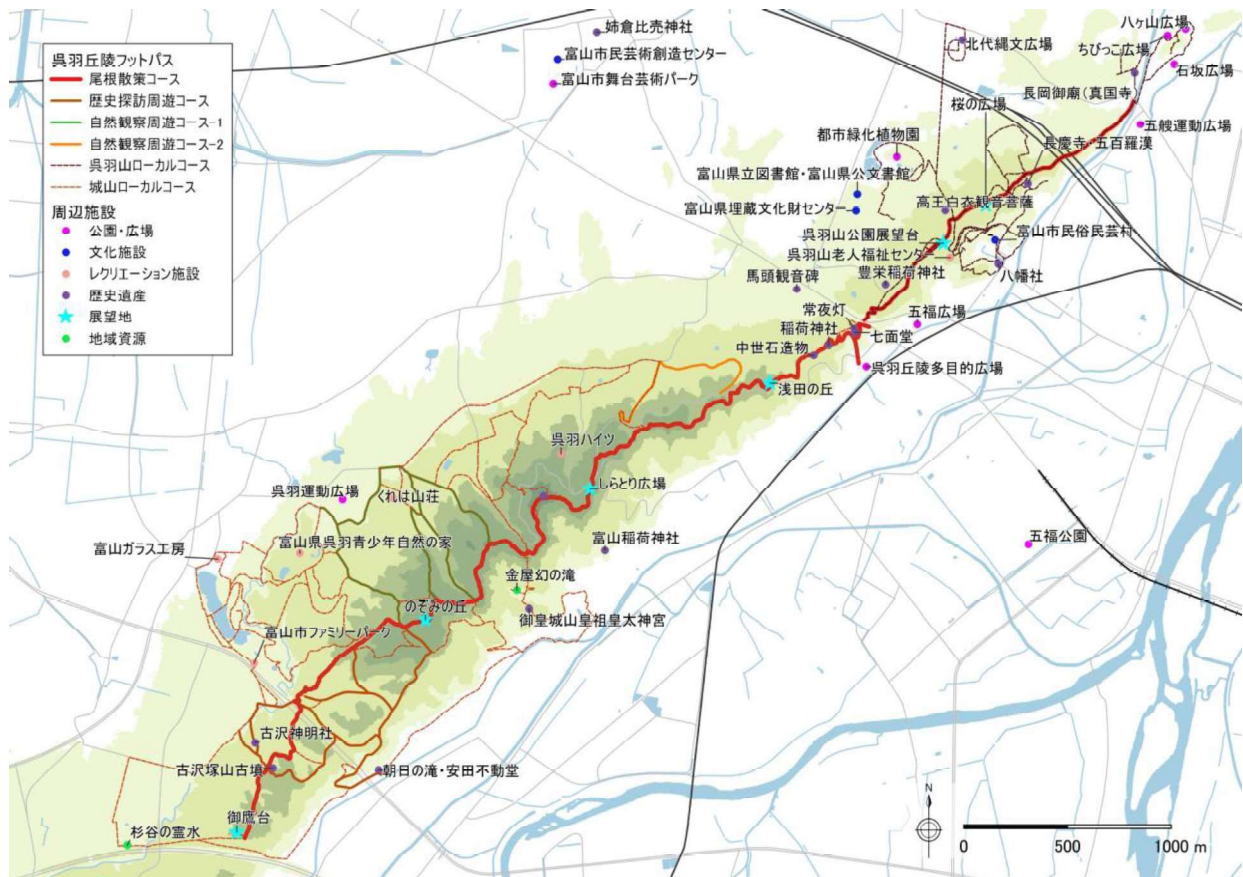 呉羽丘陵フットパス
尾根散策コース
歴史探訪周遊コース
自然観察周遊コース-1
自然観察周遊コース-2
呉羽山ローカルコース
城山ローカルコース
周辺施設
公園・広場
文化施設
レクリエーション施設
歴史遺産
展望地
地域資源
姉倉比売神社
富山市民芸術創造センター
富山市舞台芸術パーク
八ヶ山広場
北代縄文広場
ちびっこ広場
石坂広場
長岡御廟(真国寺)
桜の広場
五艘運動広場
都市緑化植物園
長慶寺・五百羅漢
富山県立図書館・富山県公文書館
高王白衣観音菩薩
富山県埋蔵文化財センター
呉羽山公園展望台
富山市民俗民芸村
呉羽山老人福祉センター
八幡社
豊栄稲荷神社
馬頭観音碑
常夜灯
五福広場
稲荷神社
七面堂
中世石造物
呉羽丘陵多目的広場
浅田の丘
呉羽ハイツ
しらとり広場
呉羽運動広場
くれは山荘
富山ガラス工房
富山県呉羽青少年自然の家
富山稲荷神社
五福公園
金屋幻の滝
のぞみの丘
御皇城山皇祖皇太神宮
富山市ファミリーパーク
古沢神明社
古沢塚山古墳
朝日の滝・安田不動堂
御鷹台
杉谷の霊水
N
0 500 1000 m